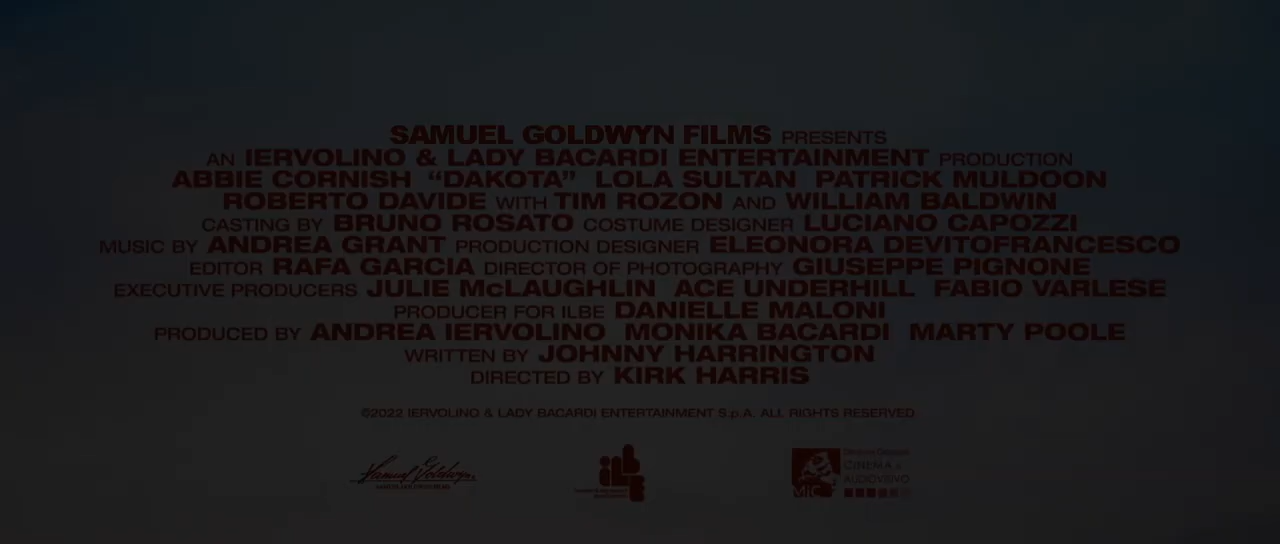 SAMUEL GOLDWYN FILMS PRESENTS
AN IERVOLINO & LADY BACARDI ENTERTAINMENT PRODUCTION
ABBIE CORNISH “DAKOTA” LOLA SULTAN PATRICK MULDOON
ROBERTO DAVIDE WITH TIM ROZON AND WILLIAM BALDWIN
CASTING BY BRUNO ROSATO COSTUME DESIGNER LUCIANO CAPOZZI
MUSIC BY ANDREA GRANT PRODUCTION DESIGNER ELEONORA DEVITOFRANCESCO
EDITOR RAFA GARCIA DIRECTOR OF PHOTOGRAPHY GIUSEPPE PIGNONE
EXECUTIVE PRODUCERS JULIE McLAUGHLIN ACE UNDERHILL FABIO VARLESE
PRODUCER FOR ILBE DANIELLE MALONI
PRODUCED BY ANDREA IERVOLINO MONIKA BACARDI MARTY POOLE
WRITTEN BY JOHNNY HARRINGTON
DIRECTED BY KIRK HARRIS
©2022 IERVOLINO & LADY BACARDI ENTERTAINMENT S.p.A. ALL RIGHTS RESERVED
Samuel Goldwyn
ilbe
MiC
CINEMA e
AUDIOVISIVO